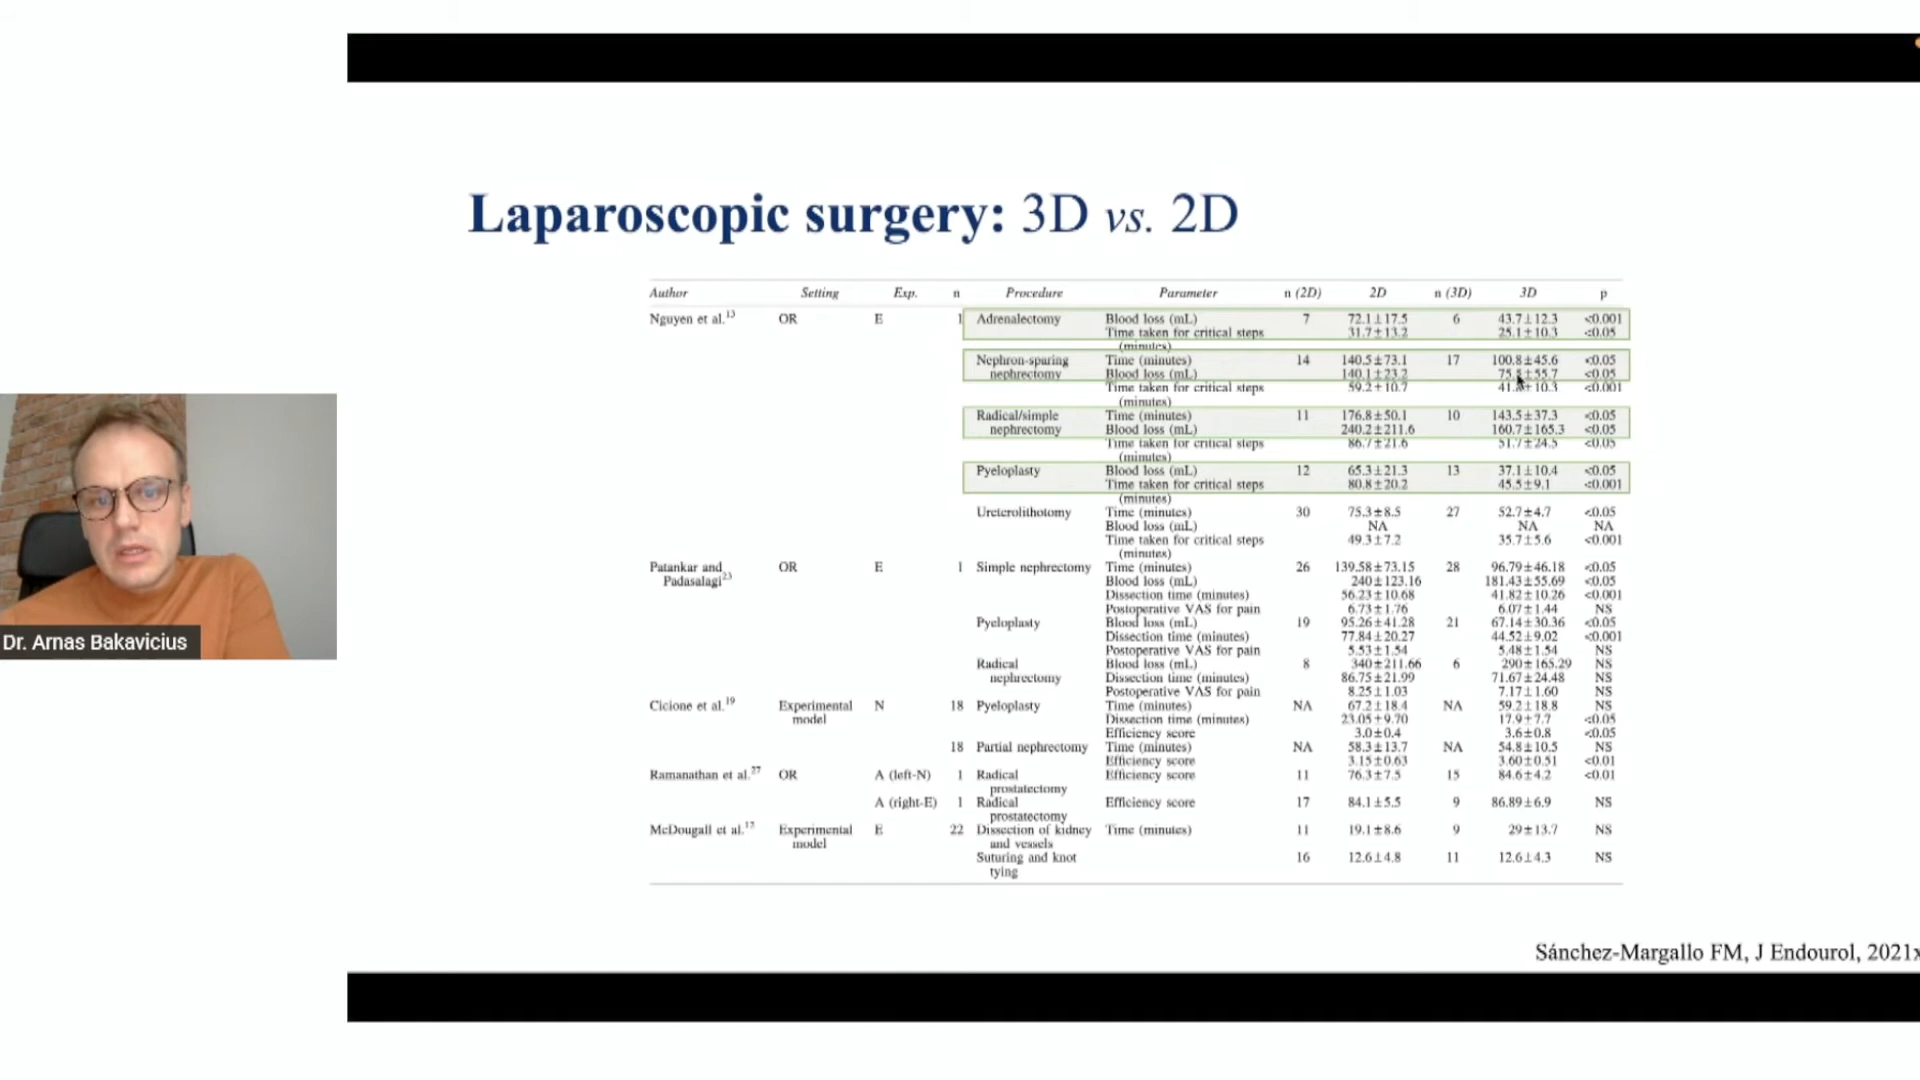 Laparoscopic surgery: 3D vs. 2D
Author Setting Exp. n Procedure Parameter n (2D) 2D n (3D) 3D p
Nguyen et al.13 OR E 1 Adrenalectomy Blood loss (mL) 7 72.1±17.5 6 43.7±12.3 <0.001
Time taken for critical steps 31.7±13.2 25.1±10.3 <0.05
(minutes)
Nephron-sparing Time (minutes) 14 140.5±73.1 17 100.8±45.6 <0.05
nephrectomy Blood loss (mL) 140.1±23.2 <0.05
Time taken for critical steps 59.2±10.7 <0.001
(minutes)
Radical/simple Time (minutes) 11 176.8±50.1 10 143.5±37.3 <0.05
nephrectomy Blood loss (mL) 240.2±211.6 160.7±165.3 <0.05
Time taken for critical steps 86.7±21.6 51.7±24.5 <0.05
(minutes)
Pyeloplasty Blood loss (mL) 12 65.3±21.3 13 37.1±10.4 <0.05
Time taken for critical steps 80.8±20.2 45.5±9.1 <0.001
(minutes)
Ureterolithotomy Time (minutes) 30 75.3±8.5 27 52.7±4.7 <0.05
Blood loss (mL) NA NA NA
Time taken for critical steps 49.3±7.2 35.7±5.6 <0.001
(minutes)
Patankar and OR E 1 Simple nephrectomy Time (minutes) 26 139.58±73.15 28 96.79±46.18 <0.05
Padasalagi23 Blood loss (mL) 240±123.16 181.43±55.69 <0.05
Dissection time (minutes) 56.23±10.68 41.82±10.26 <0.001
Postoperative VAS for pain 6.73±1.76 6.07±1.44 NS
Pyeloplasty Blood loss (mL) 19 95.26±41.28 21 67.14±30.36 <0.05
Dissection time (minutes) 77.84±20.27 44.52±9.02 <0.001
Postoperative VAS for pain 5.53±1.54 5.48±1.54 NS
Radical Blood loss (mL) 8 340±211.66 6 290±165.29 NS
nephrectomy Dissection time (minutes) 86.75±21.99 71.67±24.48 NS
Postoperative VAS for pain 8.25±1.03 7.17±1.60 NS
Cicione et al.19 Experimental N 18 Pyeloplasty Time (minutes) NA 67.2±18.4 NA 59.2±18.8 NS
model Dissection time (minutes) 23.05±9.70 17.9±7.7 <0.05
Efficiency score 3.0±0.4 3.6±0.8 <0.05
18 Partial nephrectomy Time (minutes) NA 58.3±13.7 NA 54.8±10.5 NS
Efficiency score 3.15±0.63 3.60±0.51 <0.01
Ramanathan et al.27 OR A (left-N) 1 Radical Efficiency score 11 76.3±7.5 15 84.6±4.2 <0.01
prostatectomy
A (right-E) 1 Radical Efficiency score 17 84.1±5.5 9 86.89±6.9 NS
prostatectomy
McDougall et al. Experimental E 22 Dissection of kidney Time (minutes) 11 19.1±8.6 9 29±13.7 NS
model and vessels
Suturing and knot 16 12.6±4.8 11 12.6±4.3 NS
tying
Dr. Arnas Bakavicius
Sánchez-Margallo FM, J Endourol, 2021x